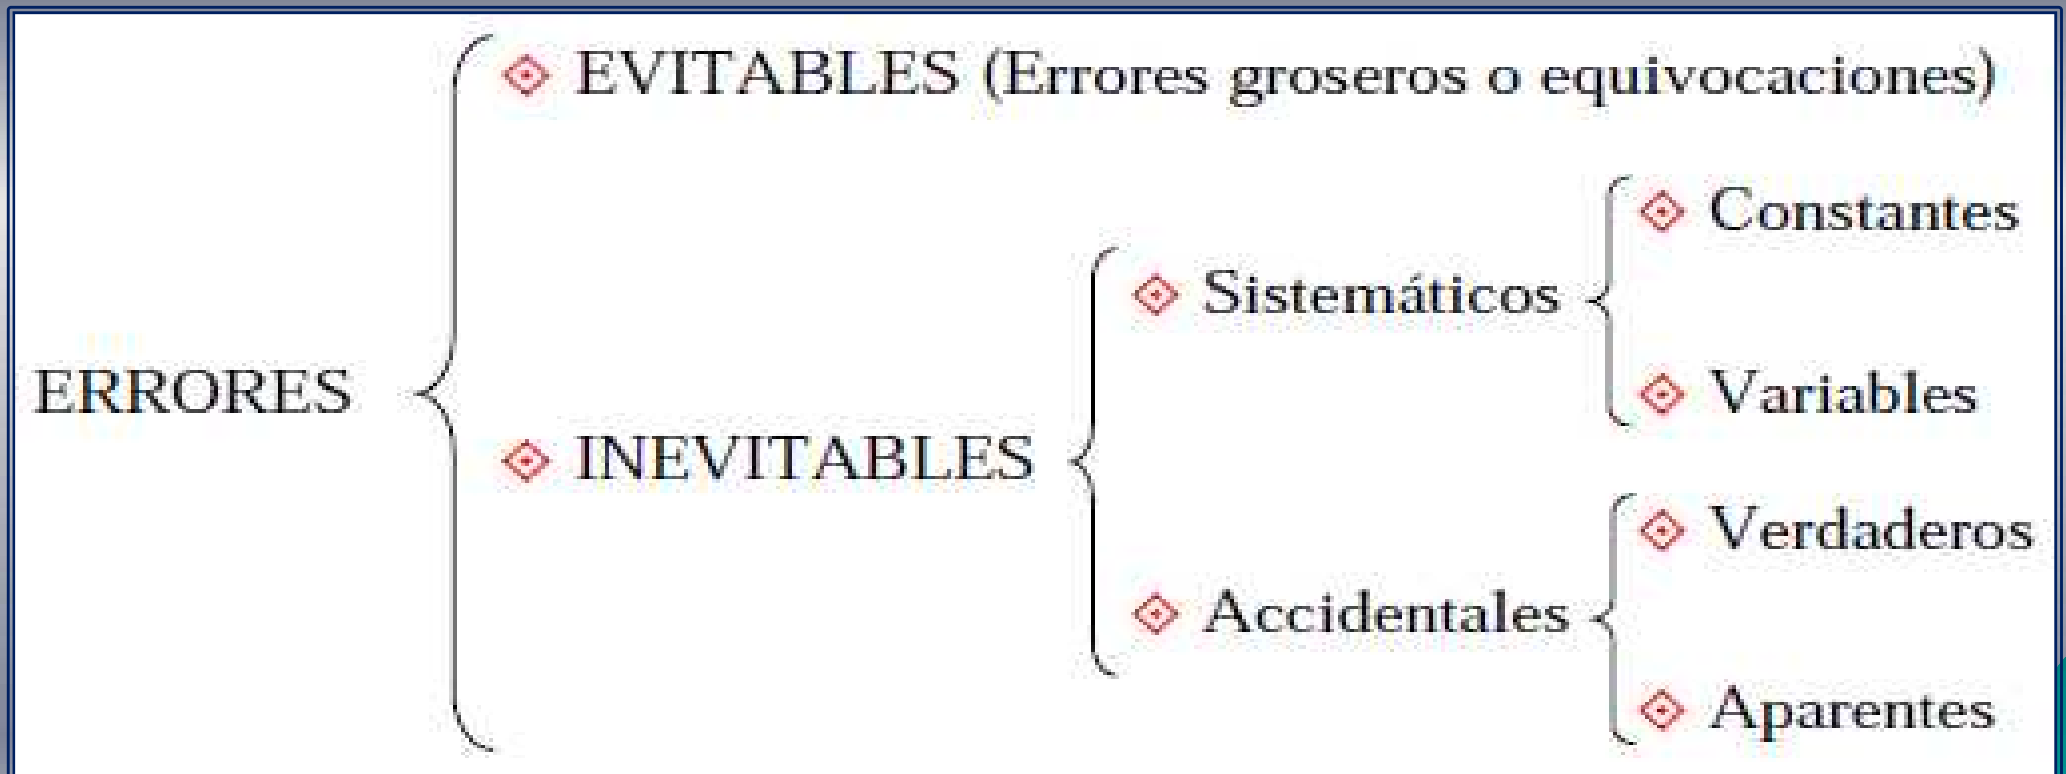 ERRORES
EVITABLES (Errores groseros o equivocaciones)
INEVITABLES
Sistemáticos
Constantes
Variables
Accidentales
Verdaderos
Aparentes